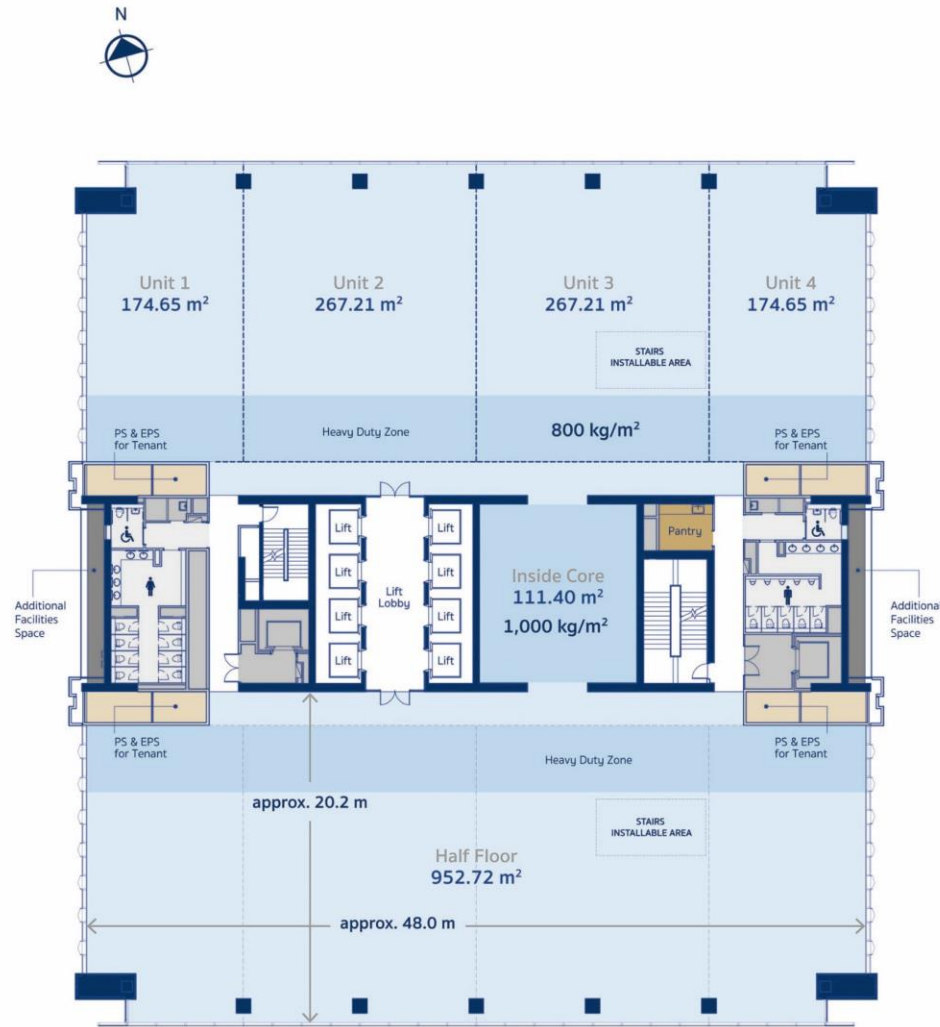 N
Unit 1
174.65 m²
Unit 2
267.21 m²
Unit 3
267.21 m²
Unit 4
174.65 m²
STAIRS
INSTALLABLE AREA
PS & EPS
for Tenant
Heavy Duty Zone
800 kg/m²
PS & EPS
for Tenant
Lift
Lift
Lift
Lift
Lift
Lobby
Lift
Lift
Lift
Lift
Inside Core
111.40 m²
1,000 kg/m²
Pantry
Additional
Facilities
Space
Additional
Facilities
Space
PS & EPS
for Tenant
Heavy Duty Zone
PS & EPS
for Tenant
approx. 20.2 m
STAIRS
INSTALLABLE AREA
Half Floor
952.72 m²
approx. 48.0 m